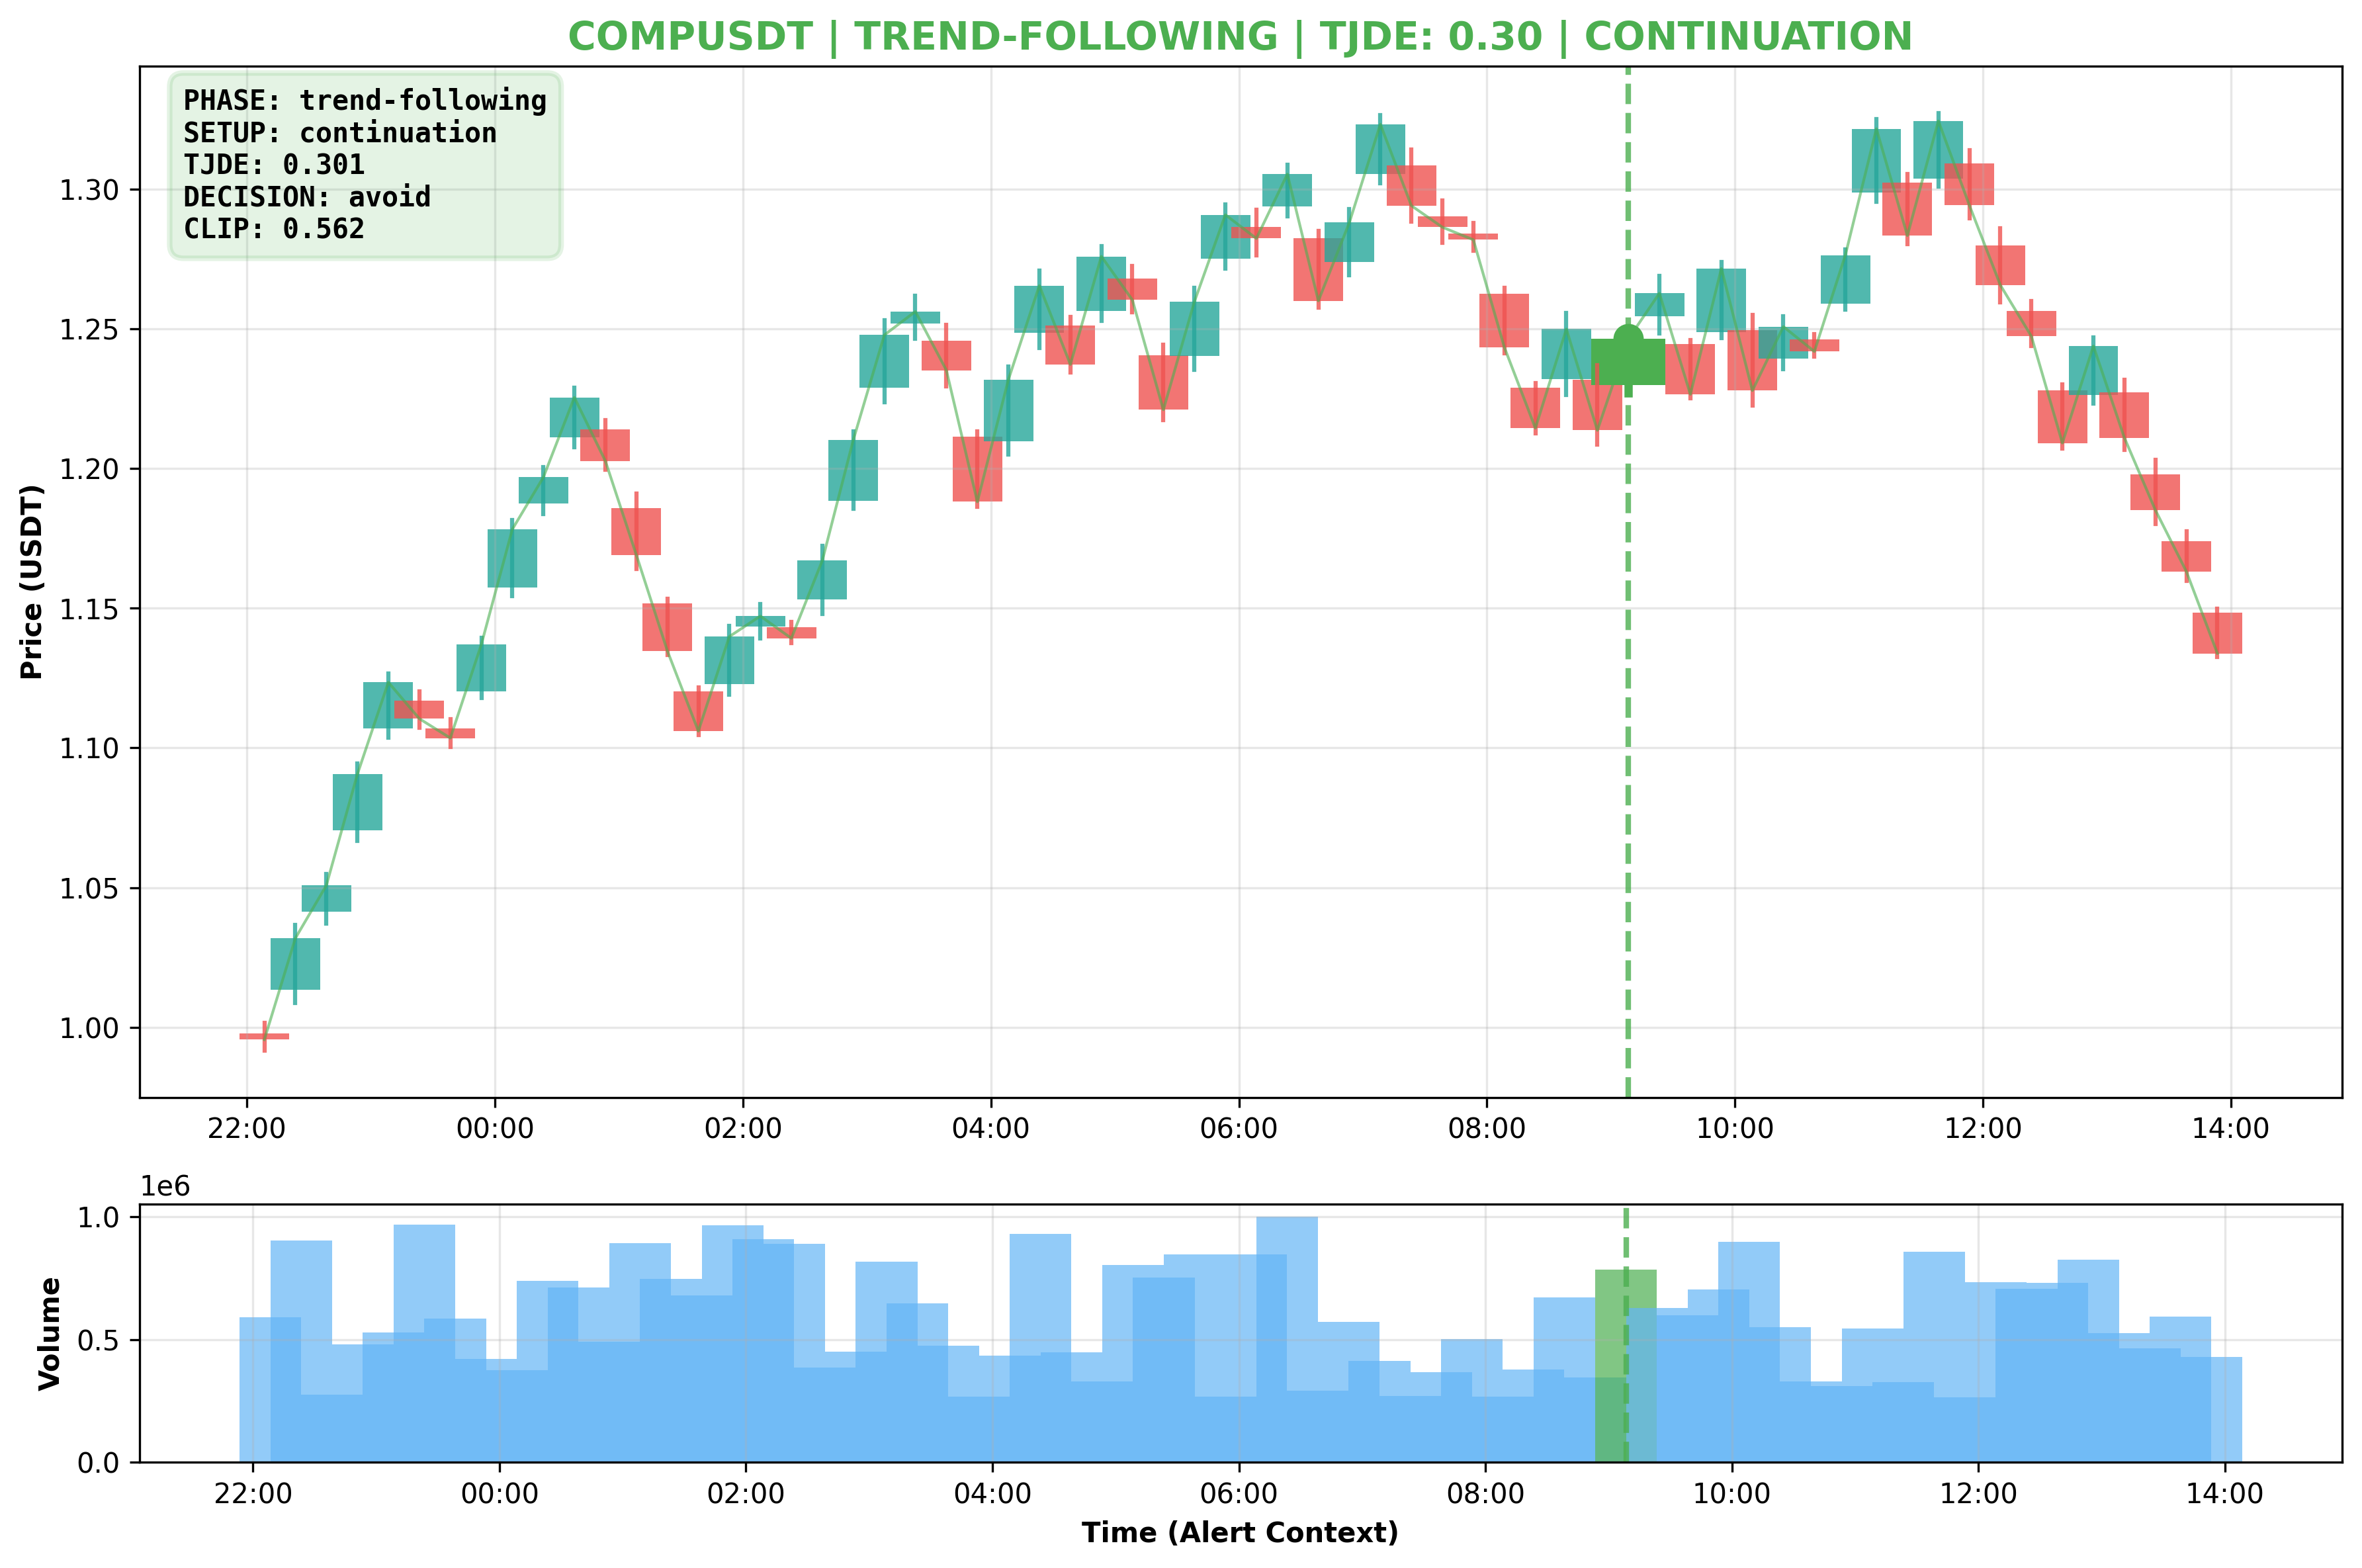 COMPUSDT | TREND-FOLLOWING | TJDE: 0.30 | CONTINUATION
PHASE: trend-following
SETUP: continuation
TJDE: 0.301
DECISION: avoid
CLIP: 0.562
Price (USDT)
1.30
1.25
1.20
1.15
1.10
1.05
1.00
22:00 00:00 02:00 04:00 06:00 08:00 10:00 12:00 14:00
1e6
Volume
1.0
0.5
0.0
22:00 00:00 02:00 04:00 06:00 08:00 10:00 12:00 14:00
Time (Alert Context)